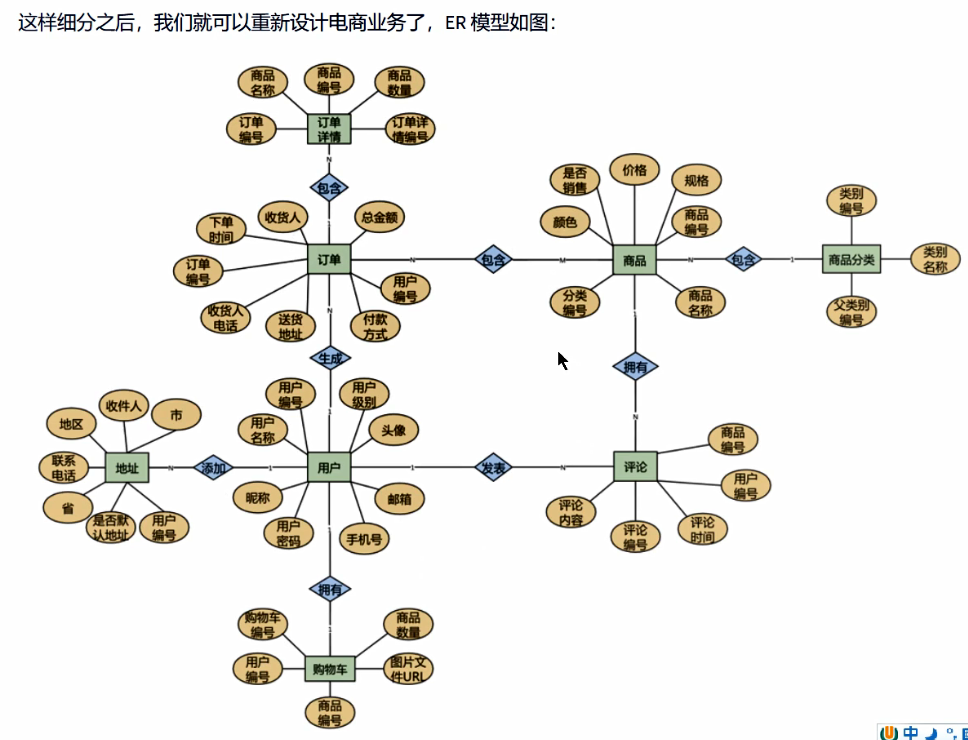 这样细分之后，我们就可以重新设计电商业务了，ER 模型如图：
商品
名称
商品
编号
商品
数量
订单
编号
订单
详情
订单详
情编号
N
包含
1
下单
时间
收货人
总金额
订单
编号
订单
收货人
电话
送货
地址
付款
方式
用户
编号
N
包含
M
是否
销售
价格
规格
颜色
商品
编号
商品
分类
编号
商品
名称
N
包含
1
类别
编号
商品分类
类别
名称
父类别
编号
N
生成
1
1
拥有
N
用户
编号
用户
级别
用户
名称
头像
用户
昵称
邮箱
用户
密码
手机号
地区
收件人
市
联系
电话
地址
省
是否默
认地址
用户
编号
N
添加
1
1
发表
N
商品
编号
评论
用户
编号
评论
内容
评论
编号
评论
时间
1
拥有
1
购物车
编号
商品
数量
用户
编号
购物车
图片文
件URL
商品
编号
中